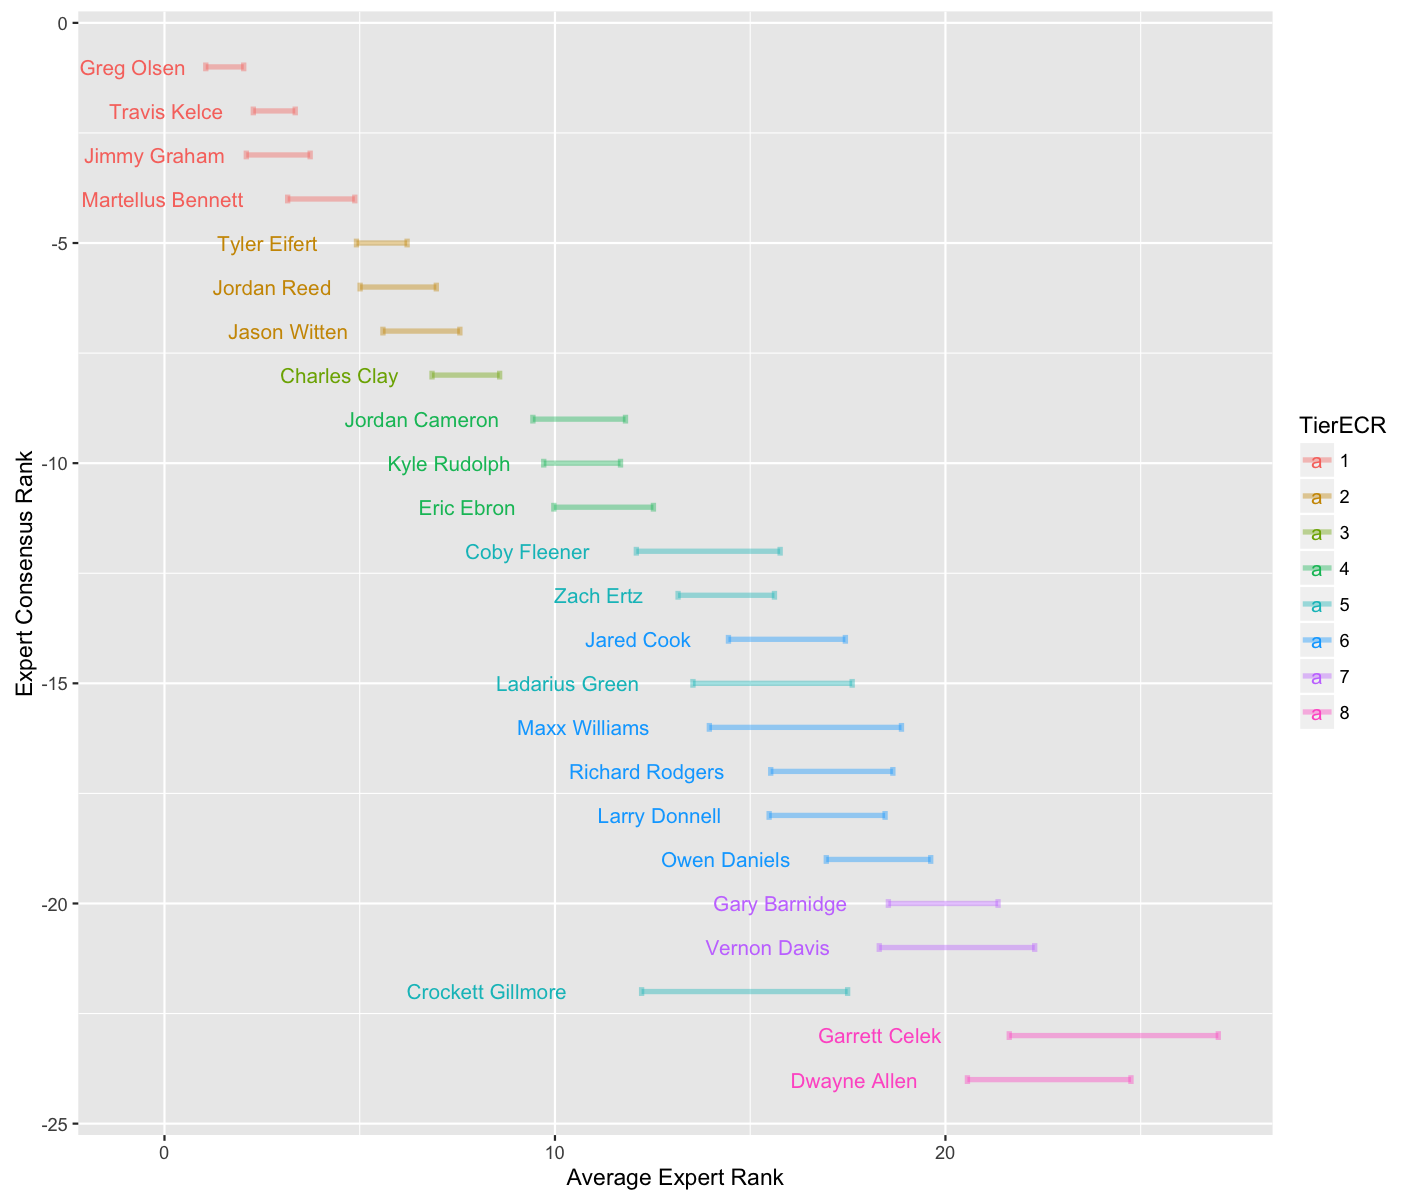 0
Greg Olsen
Travis Kelce
Jimmy Graham
Martellus Bennett
-5
Tyler Eifert
Jordan Reed
Jason Witten
Charles Clay
Jordan Cameron
-10
Kyle Rudolph
Eric Ebron
Coby Fleener
Zach Ertz
Jared Cook
-15
Ladarius Green
Maxx Williams
Richard Rodgers
Larry Donnell
Owen Daniels
-20
Gary Barnidge
Vernon Davis
Crockett Gillmore
Garrett Celek
Dwayne Allen
-25
0 10 20
Average Expert Rank
Expert Consensus Rank
TierECR
a 1
a 2
a 3
a 4
a 5
a 6
a 7
a 8